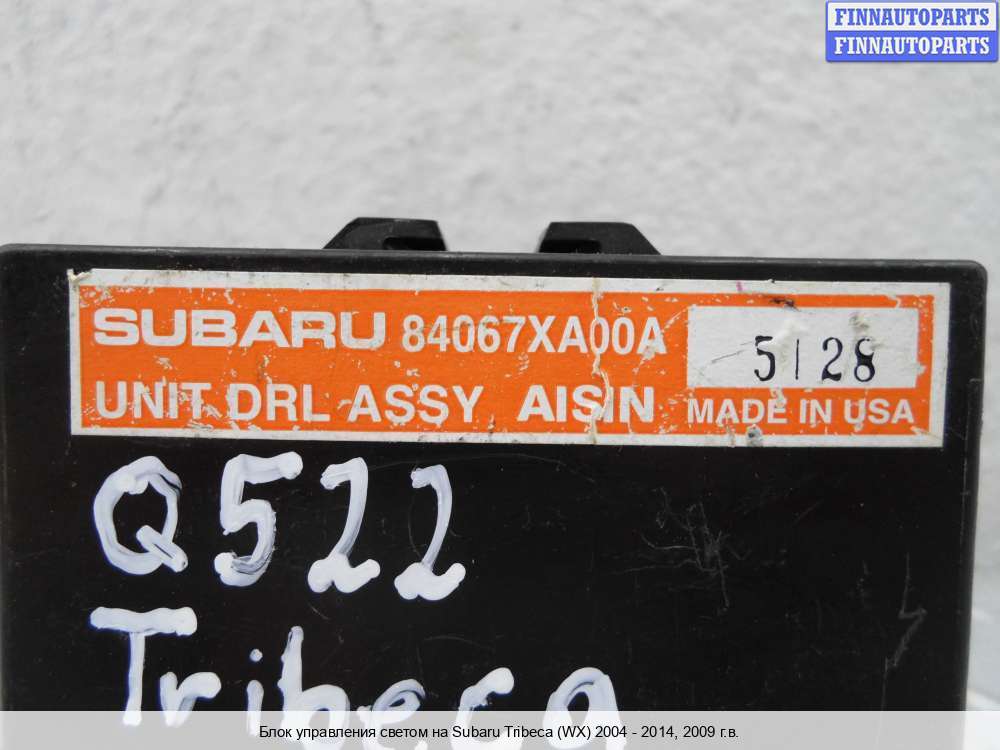 FINNAUTOPARTS
FINNAUTOPARTS
SUBARU 84067XA00A
5128
UNIT DRL ASSY AISIN MADE IN USA
Q522
Tribeca
Блок управления светом на Subaru Tribeca (WX) 2004 - 2014, 2009 г.в.